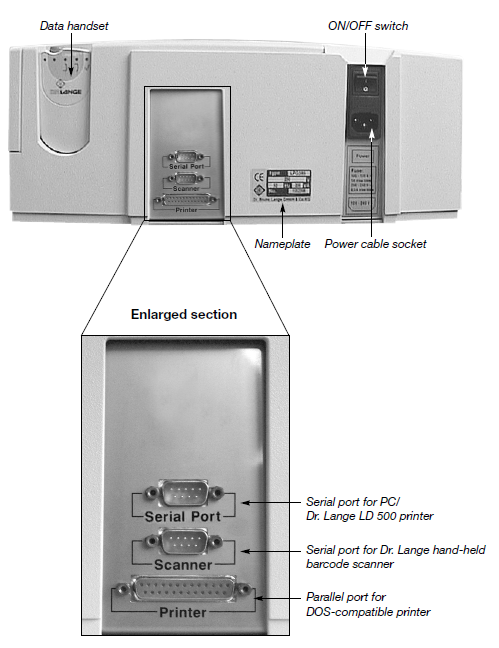 Data handset
ON/OFF switch
LANGE
Serial Port
Scanner
Printer
Power
Fuse:
Dr. Bruno Lange GmbH & Co.KG
Nameplate
Power cable socket
Enlarged section
Serial Port
Serial port for PC/
Dr. Lange LD 500 printer
Scanner
Serial port for Dr. Lange hand-held
barcode scanner
Printer
Parallel port for
DOS-compatible printer